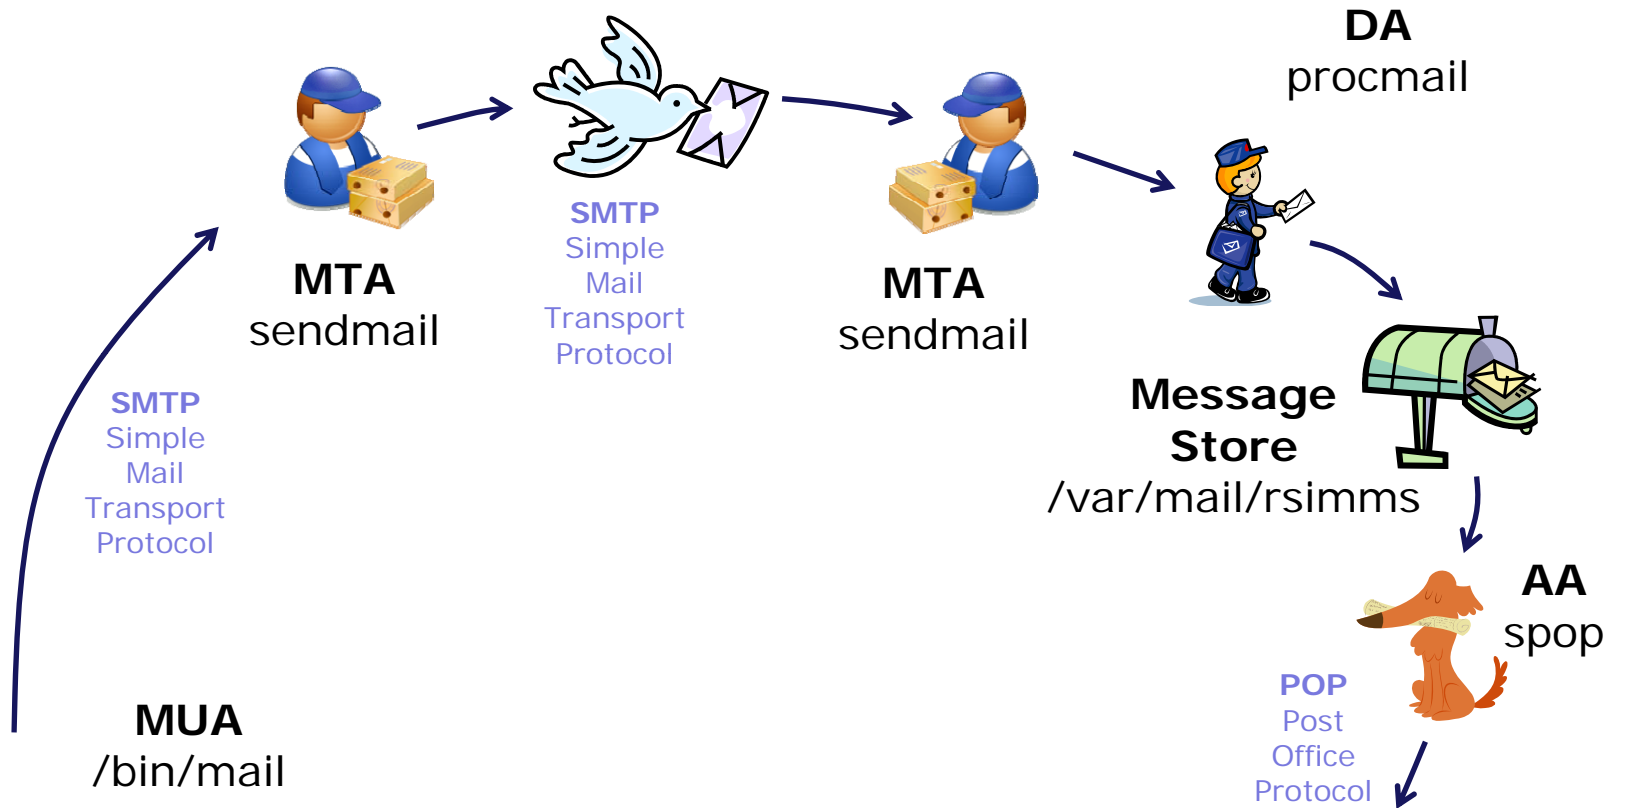 DA
procmail
SMTP
Simple
Mail
Transport
Protocol
MTA
sendmail
MTA
sendmail
Message
Store
/var/mail/rsimms
SMTP
Simple
Mail
Transport
Protocol
AA
spop
POP
Post
Office
Protocol
MUA
/bin/mail